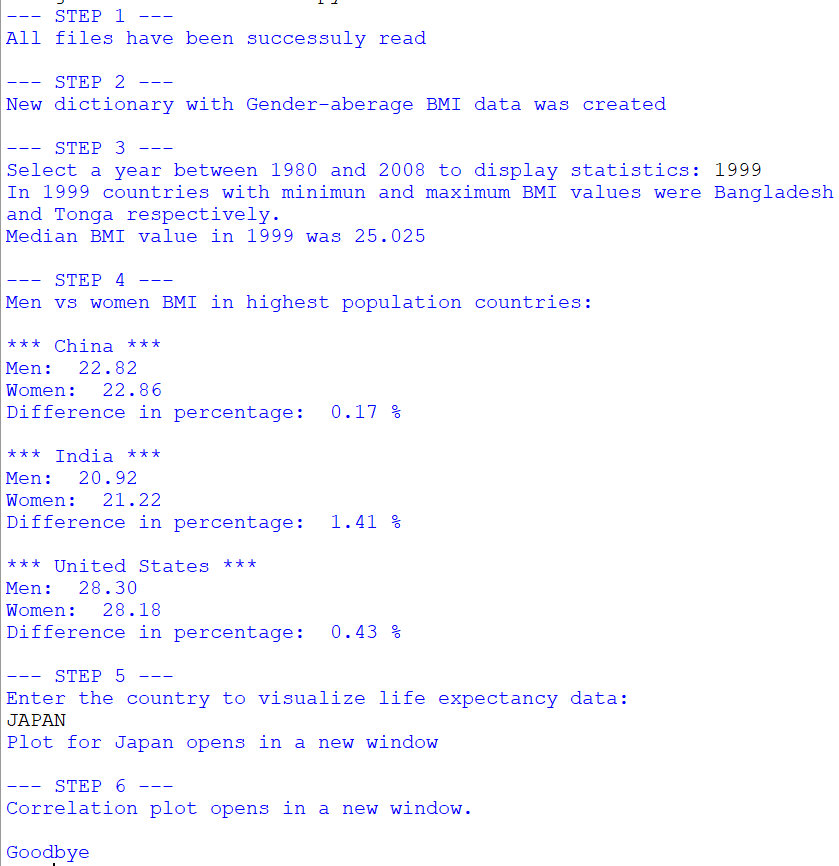 --- STEP 1 ---
All files have been successuly read
--- STEP 2 ---
New dictionary with Gender-aberage BMI data was created
--- STEP 3 ---
Select a year between 1980 and 2008 to display statistics: 1999
In 1999 countries with minimun and maximum BMI values were Bangladesh
and Tonga respectively.
Median BMI value in 1999 was 25.025
--- STEP 4 ---
Men vs women BMI in highest population countries:
*** China ***
Men:  22.82
Women:  22.86
Difference in percentage:  0.17 %
*** India ***
Men:  20.92
Women:  21.22
Difference in percentage:  1.41 %
*** United States ***
Men:  28.30
Women:  28.18
Difference in percentage:  0.43 %
--- STEP 5 ---
Enter the country to visualize life expectancy data:
JAPAN
Plot for Japan opens in a new window
--- STEP 6 ---
Correlation plot opens in a new window.
Goodbye